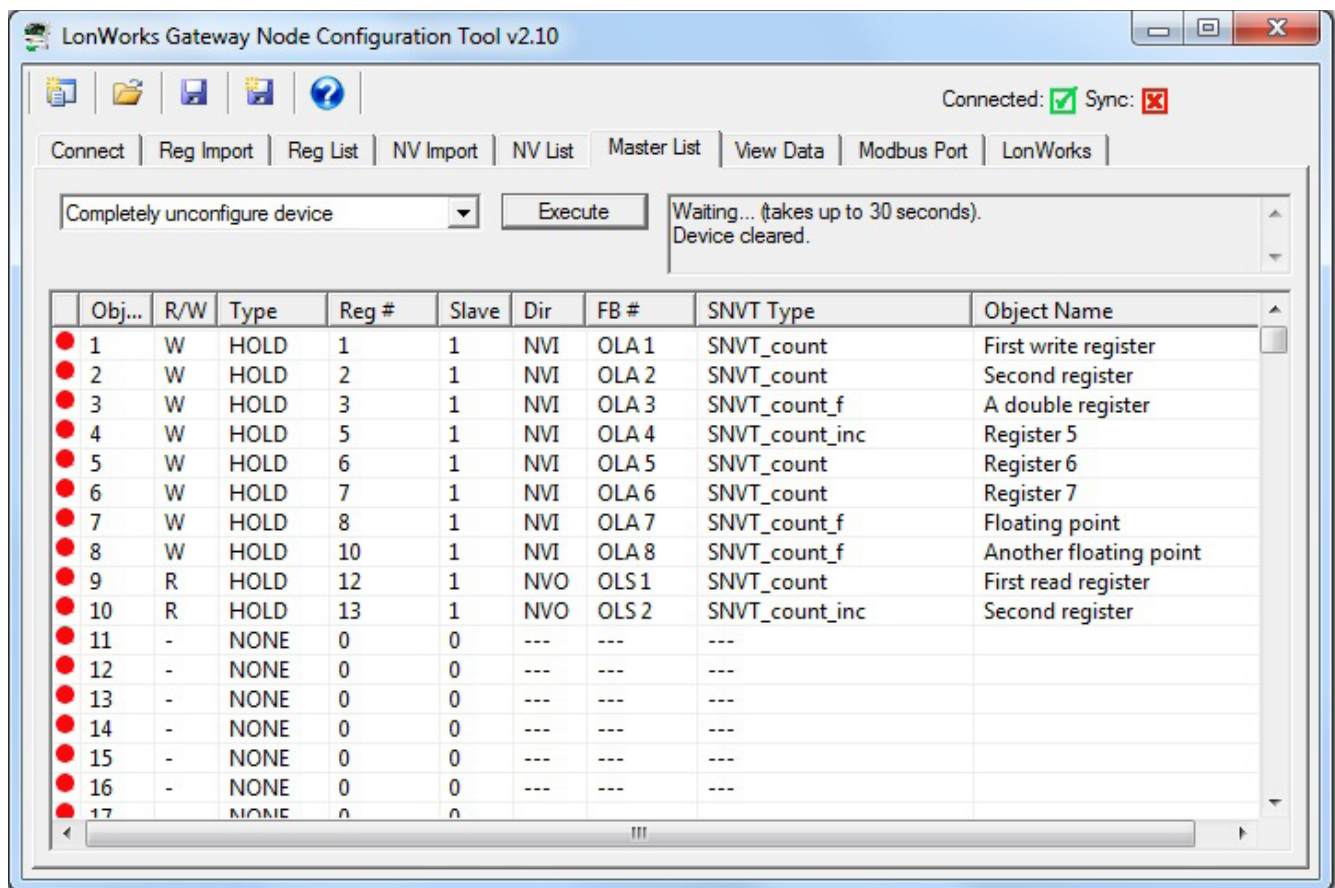 LonWorks Gateway Node Configuration Tool v2.10
Connected: Sync:
Connect Reg Import Reg List NV Import NV List Master List View Data Modbus Port LonWorks
Completely unconfigure device Execute Waiting... (takes up to 30 seconds).
Device cleared.
Obj... R/W Type Reg # Slave Dir FB # SNVT Type Object Name
1 W HOLD 1 1 NVI OLA 1 SNVT_count First write register
2 W HOLD 2 1 NVI OLA 2 SNVT_count Second register
3 W HOLD 3 1 NVI OLA 3 SNVT_count_f A double register
4 W HOLD 5 1 NVI OLA 4 SNVT_count_inc Register 5
5 W HOLD 6 1 NVI OLA 5 SNVT_count Register 6
6 W HOLD 7 1 NVI OLA 6 SNVT_count Register 7
7 W HOLD 8 1 NVI OLA 7 SNVT_count_f Floating point
8 W HOLD 10 1 NVI OLA 8 SNVT_count_f Another floating point
9 R HOLD 12 1 NVO OLS 1 SNVT_count First read register
10 R HOLD 13 1 NVO OLS 2 SNVT_count_inc Second register
11 - NONE 0 0 --- --- ---
12 - NONE 0 0 --- --- ---
13 - NONE 0 0 --- --- ---
14 - NONE 0 0 --- --- ---
15 - NONE 0 0 --- --- ---
16 - NONE 0 0 --- --- ---
17 NONE 0 0